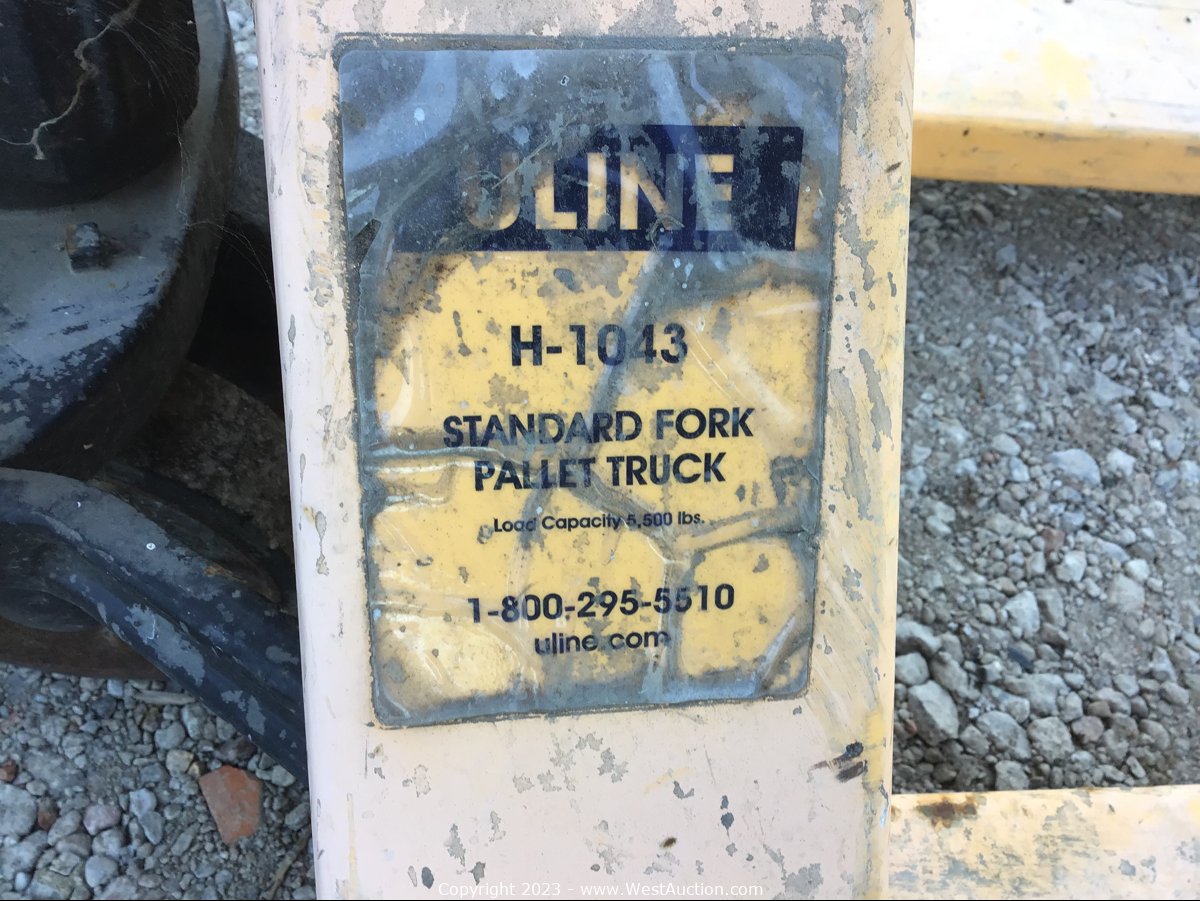 ULINE
H-1043
STANDARD FORK
PALLET TRUCK
Load Capacity 5,500 lbs.
1-800-295-5510
uline.com
Copyright 2023 - www.WestAuction.com